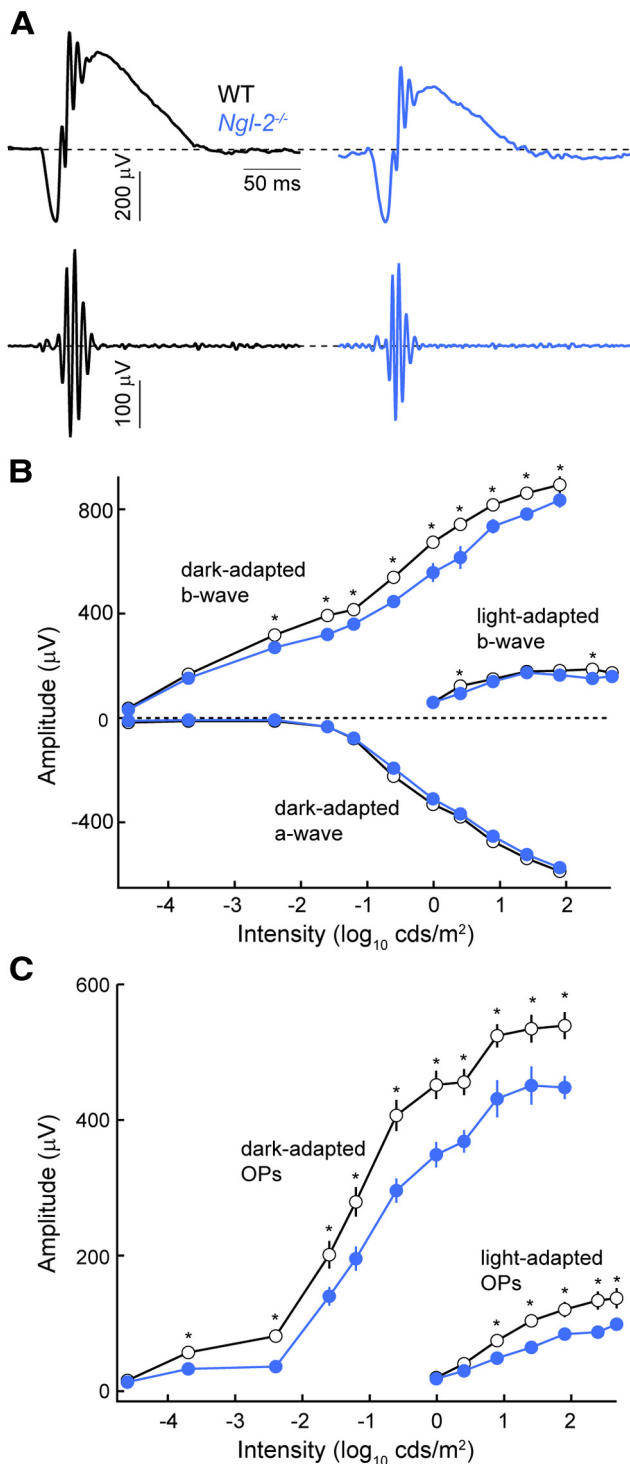 A
WT
Ngl-2-/-
200 μV
50 ms
100 μV
B
800
*
*
*
*
*
*
*
*
*
dark-adapted
b-wave
400
light-adapted
b-wave
*
*
0
dark-adapted
a-wave
-400
Amplitude (μV)
-4 -3 -2 -1 0 1 2
Intensity (log10 cds/m2)
C
600
*
*
*
*
*
*
*
*
*
*
400
dark-adapted
OPs
200
light-adapted
OPs
*
*
*
*
*
0
Amplitude (μV)
-4 -3 -2 -1 0 1 2
Intensity (log10 cds/m2)